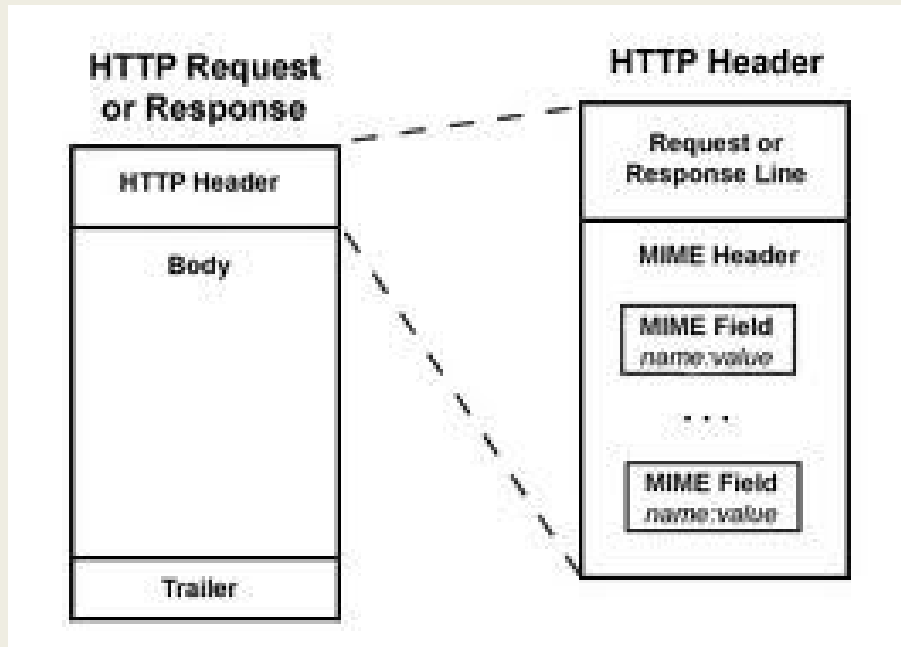 HTTP Request
or Response
HTTP Header
Body
Trailer
HTTP Header
Request or
Response Line
MIME Header
MIME Field
name:value
. . .
MIME Field
name:value